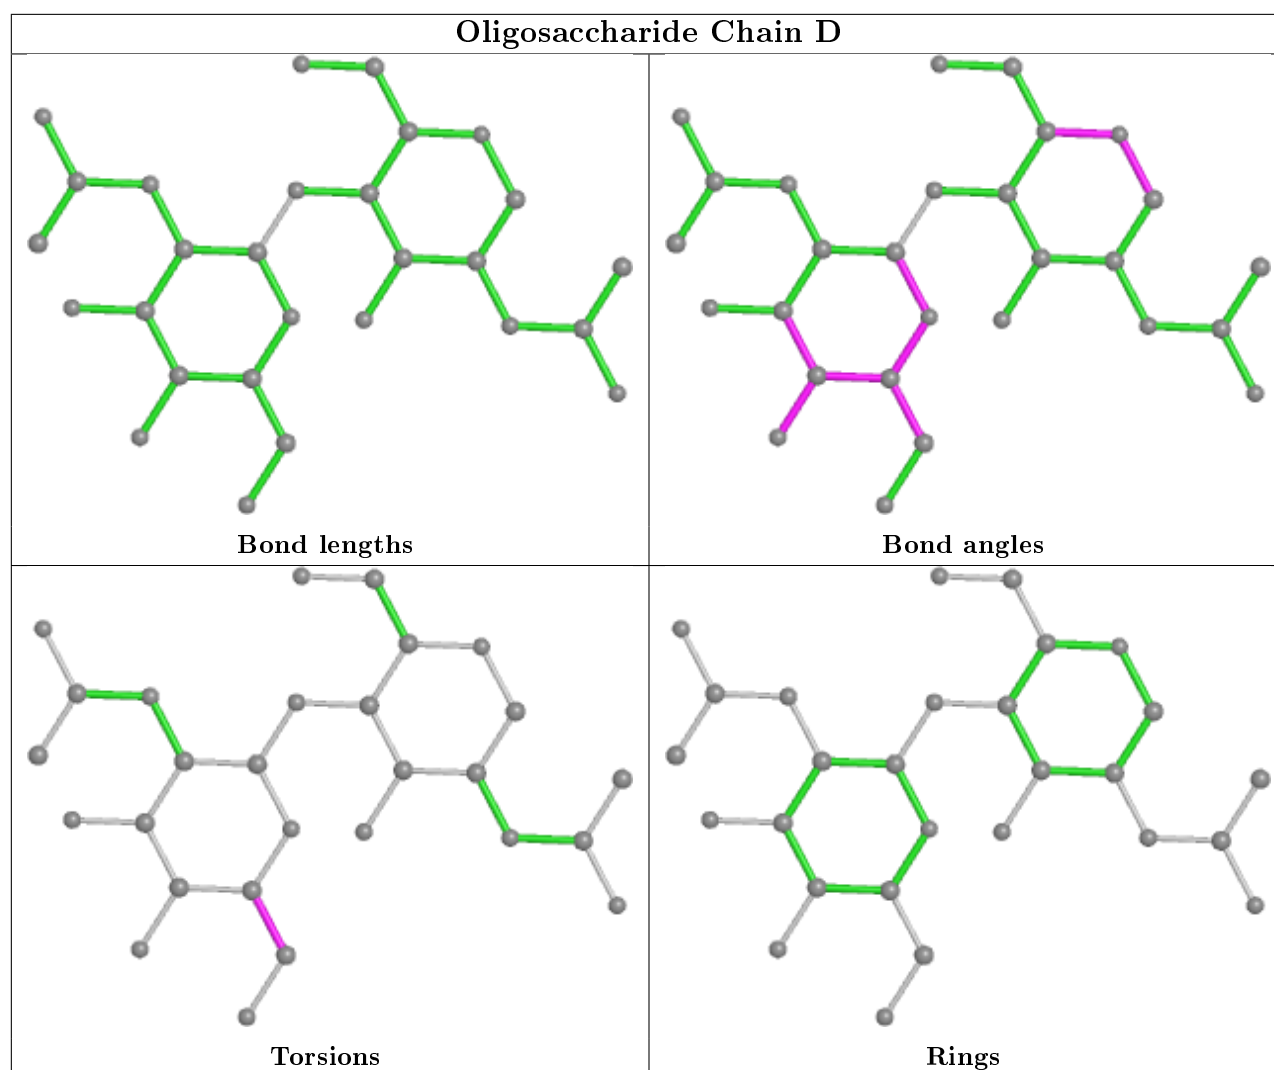 Oligosaccharide Chain D
Bond lengths
Bond angles
Torsions
Rings